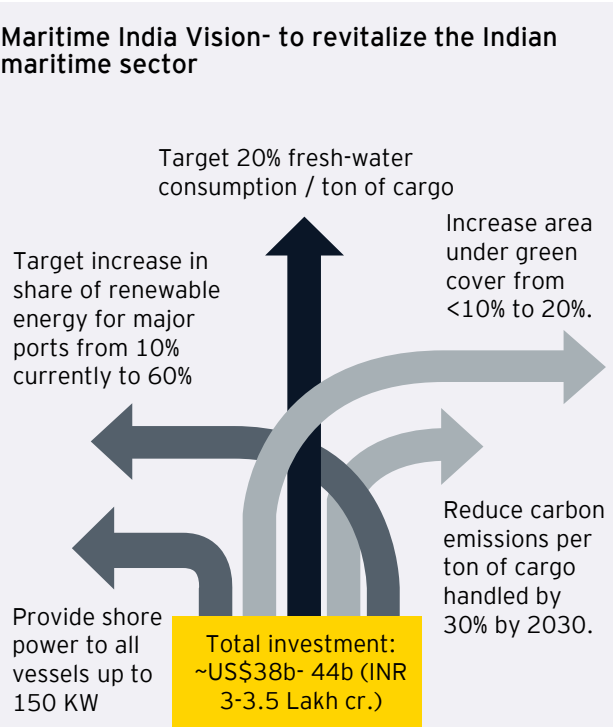 Maritime India Vision- to revitalize the Indian
maritime sector
Target 20% fresh-water
consumption / ton of cargo
Increase area
under green
cover from
<10% to 20%.
Target increase in
share of renewable
energy for major
ports from 10%
currently to 60%
Reduce carbon
emissions per
ton of cargo
handled by
30% by 2030.
Provide shore
power to all
vessels up to
150 KW
Total investment:
~US$38b- 44b (INR
3-3.5 Lakh cr.)